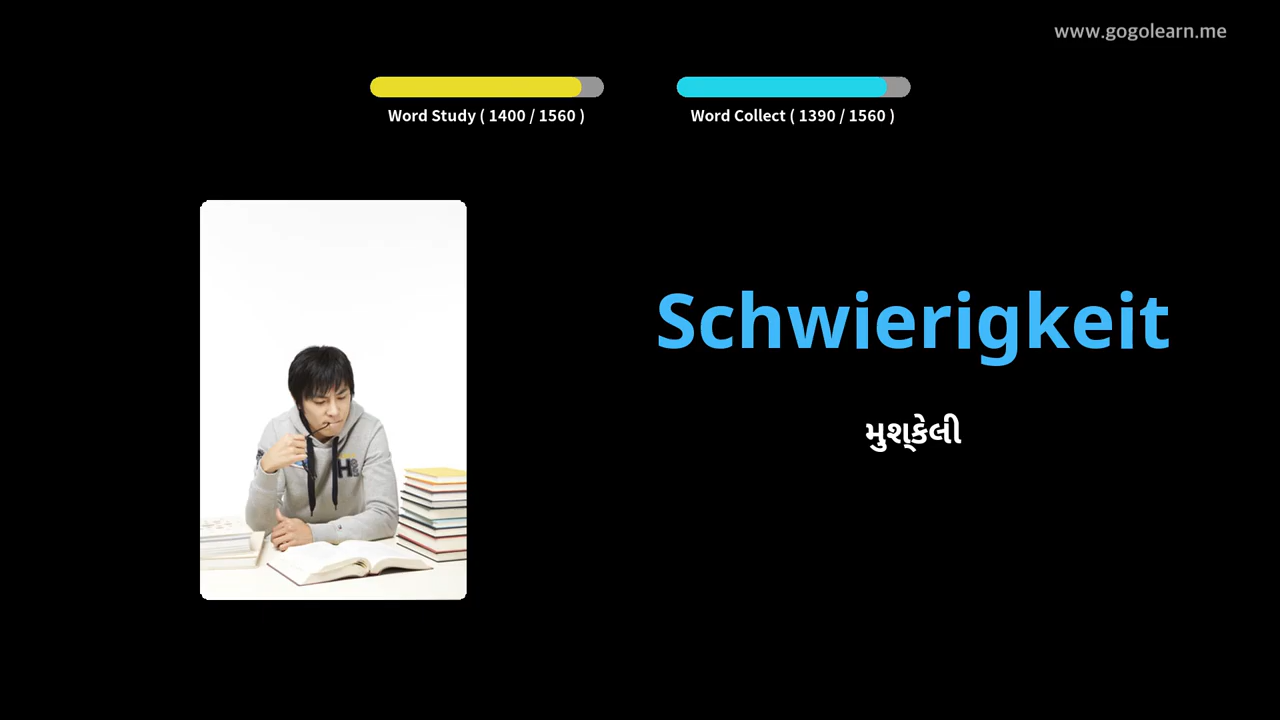 www.gogolearn.me
Word Study ( 1400 / 1560 )
Word Collect ( 1390 / 1560 )
Schwierigkeit
મુશ્કેલી